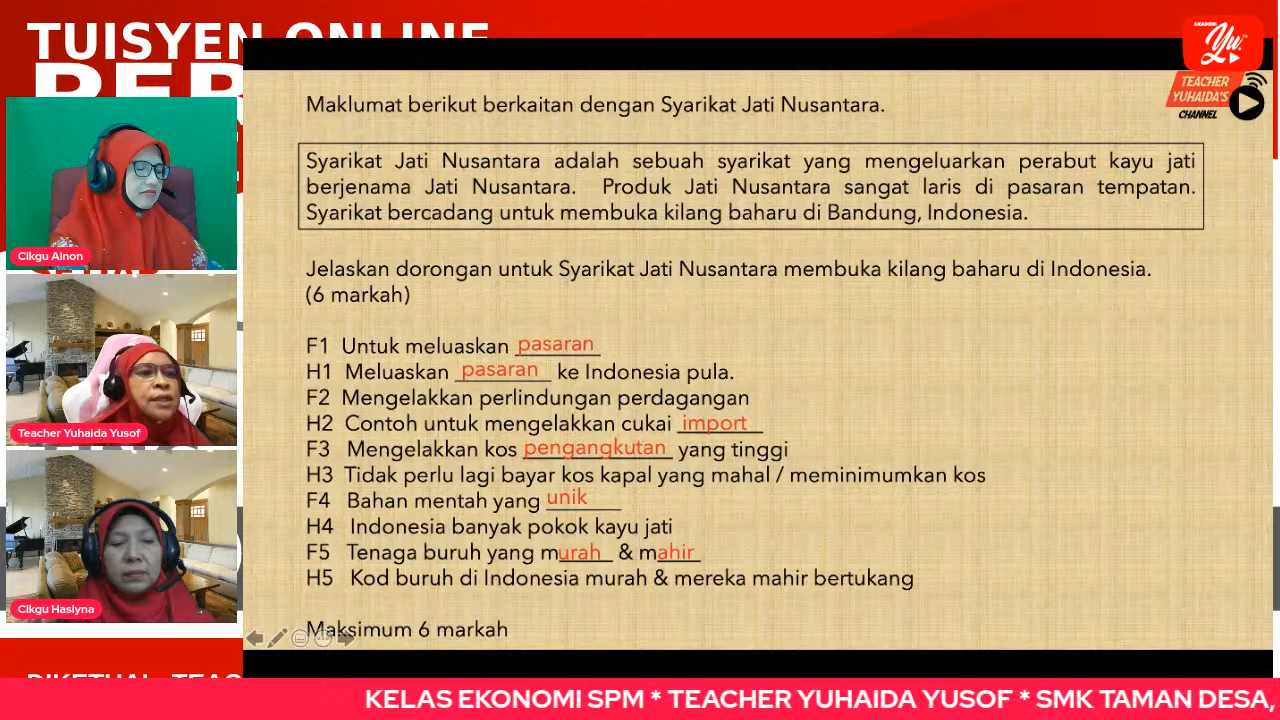 TUISYEN ONLINE
AKADEMI
Yu.
TEACHER
YUHAIDA'S
CHANNEL
Maklumat berikut berkaitan dengan Syarikat Jati Nusantara.
Syarikat Jati Nusantara adalah sebuah syarikat yang mengeluarkan perabut kayu jati
berjenama Jati Nusantara. Produk Jati Nusantara sangat laris di pasaran tempatan.
Syarikat bercadang untuk membuka kilang baharu di Bandung, Indonesia.
Jelaskan dorongan untuk Syarikat Jati Nusantara membuka kilang baharu di Indonesia.
(6 markah)
F1 Untuk meluaskan pasaran
H1 Meluaskan pasaran ke Indonesia pula.
F2 Mengelakkan perlindungan perdagangan
H2 Contoh untuk mengelakkan cukai import
F3 Mengelakkan kos pengangkutan yang tinggi
H3 Tidak perlu lagi bayar kos kapal yang mahal / meminimumkan kos
F4 Bahan mentah yang unik
H4 Indonesia banyak pokok kayu jati
F5 Tenaga buruh yang murah & mahir
H5 Kod buruh di Indonesia murah & mereka mahir bertukang
Maksimum 6 markah
Cikgu Ainon
Teacher Yuhaida Yusof
Cikgu Haslyna
KELAS EKONOMI SPM * TEACHER YUHAIDA YUSOF * SMK TAMAN DESA,